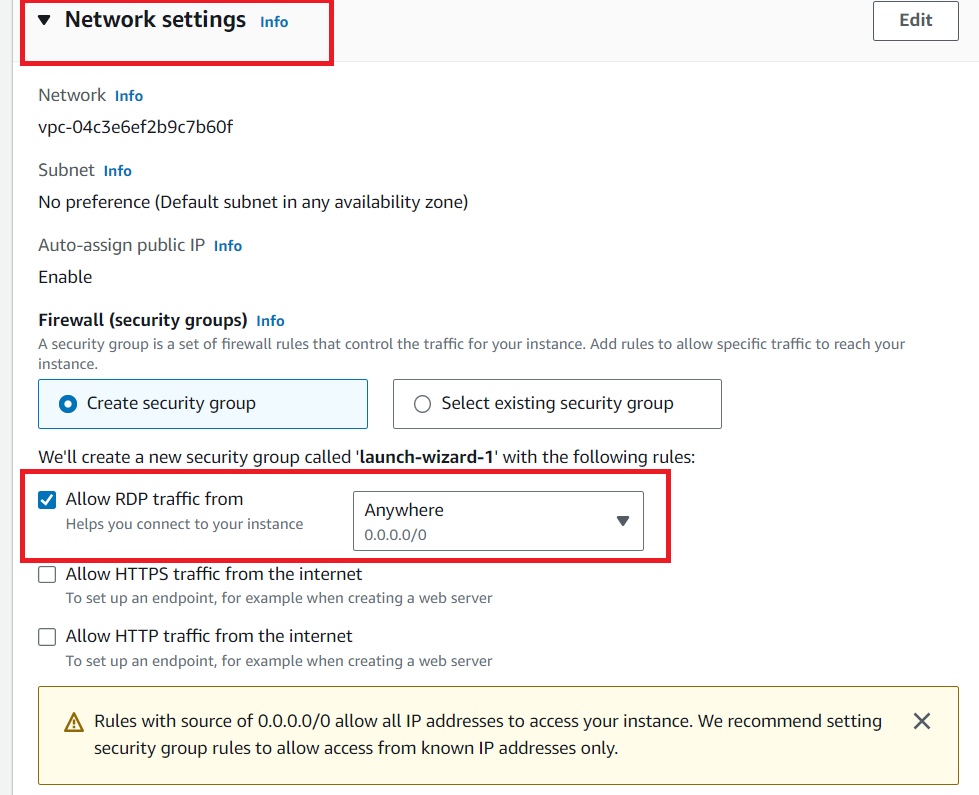 Network settings Info
Edit
Network Info
vpc-04c3e6ef2b9c7b60f
Subnet Info
No preference (Default subnet in any availability zone)
Auto-assign public IP Info
Enable
Firewall (security groups) Info
A security group is a set of firewall rules that control the traffic for your instance. Add rules to allow specific traffic to reach your
instance.
Create security group
Select existing security group
We'll create a new security group called 'launch-wizard-1' with the following rules:
Allow RDP traffic from
Helps you connect to your instance
Anywhere
0.0.0.0/0
Allow HTTPS traffic from the internet
To set up an endpoint, for example when creating a web server
Allow HTTP traffic from the internet
To set up an endpoint, for example when creating a web server
Rules with source of 0.0.0.0/0 allow all IP addresses to access your instance. We recommend setting
security group rules to allow access from known IP addresses only.